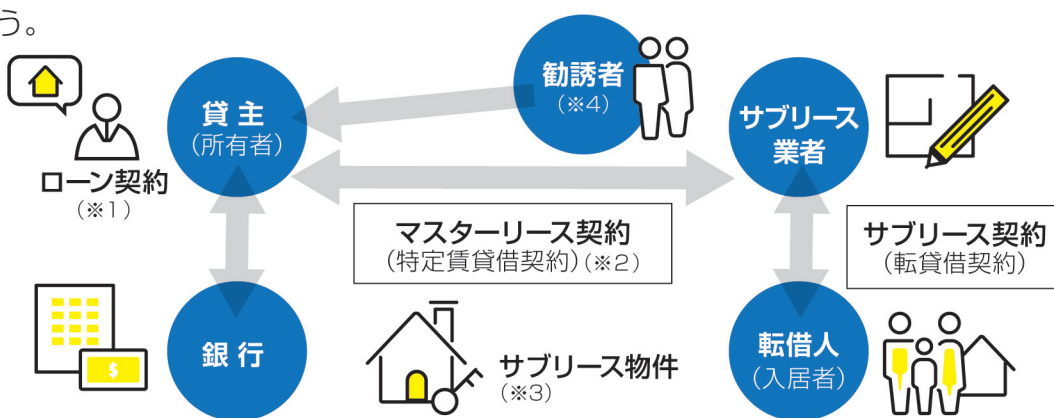 う。
勧誘者
(※4)
貸主
(所有者)
サブリース
業者
ローン契約
(※1)
マスターリース契約
(特定賃貸借契約)(※2)
サブリース契約
(転貸借契約)
銀行
$
サブリース物件
(※3)
転借人
(入居者)